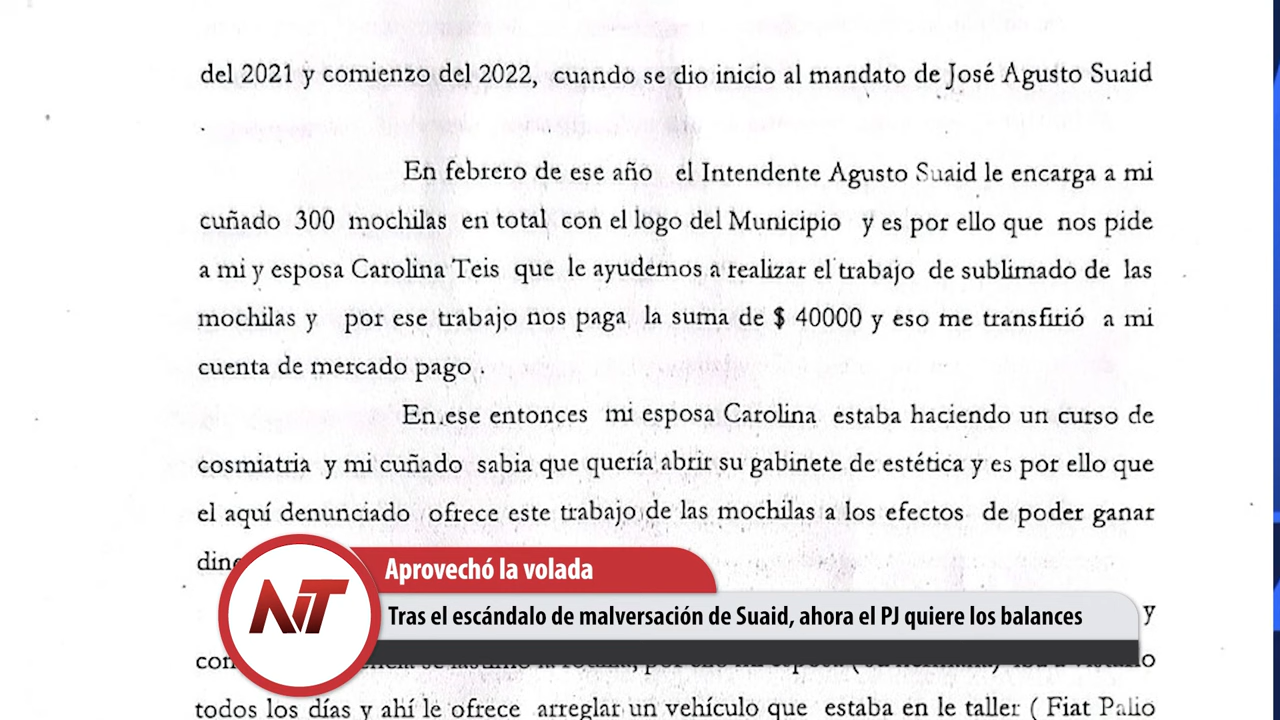 del 2021 y comienzo del 2022, cuando se dio inicio al mandato de José Agusto Suaid
.
En febrero de ese año el Intendente Agusto Suaid le encarga a mi
cuñado 300 mochilas en total con el logo del Municipio y es por ello que nos pide
a mi y esposa Carolina Teis que le ayudemos a realizar el trabajo de sublimado de las
mochilas y por ese trabajo nos paga la suma de $ 40000 y eso me transfirió a mi
cuenta de mercado pago .
En ese entonces mi esposa Carolina estaba haciendo un curso de
cosmiatria y mi cuñado sabia que quería abrir su gabinete de estética y es por ello que
el aquí denunciado ofrece este trabajo de las mochilas a los efectos de poder ganar
Aprovechó la volada
NT
Tras el escándalo de malversación de Suaid, ahora el PJ quiere los balances
y
todos los días y ahí le ofrece arreglar un vehículo que estaba en le taller ( Fiat Palio